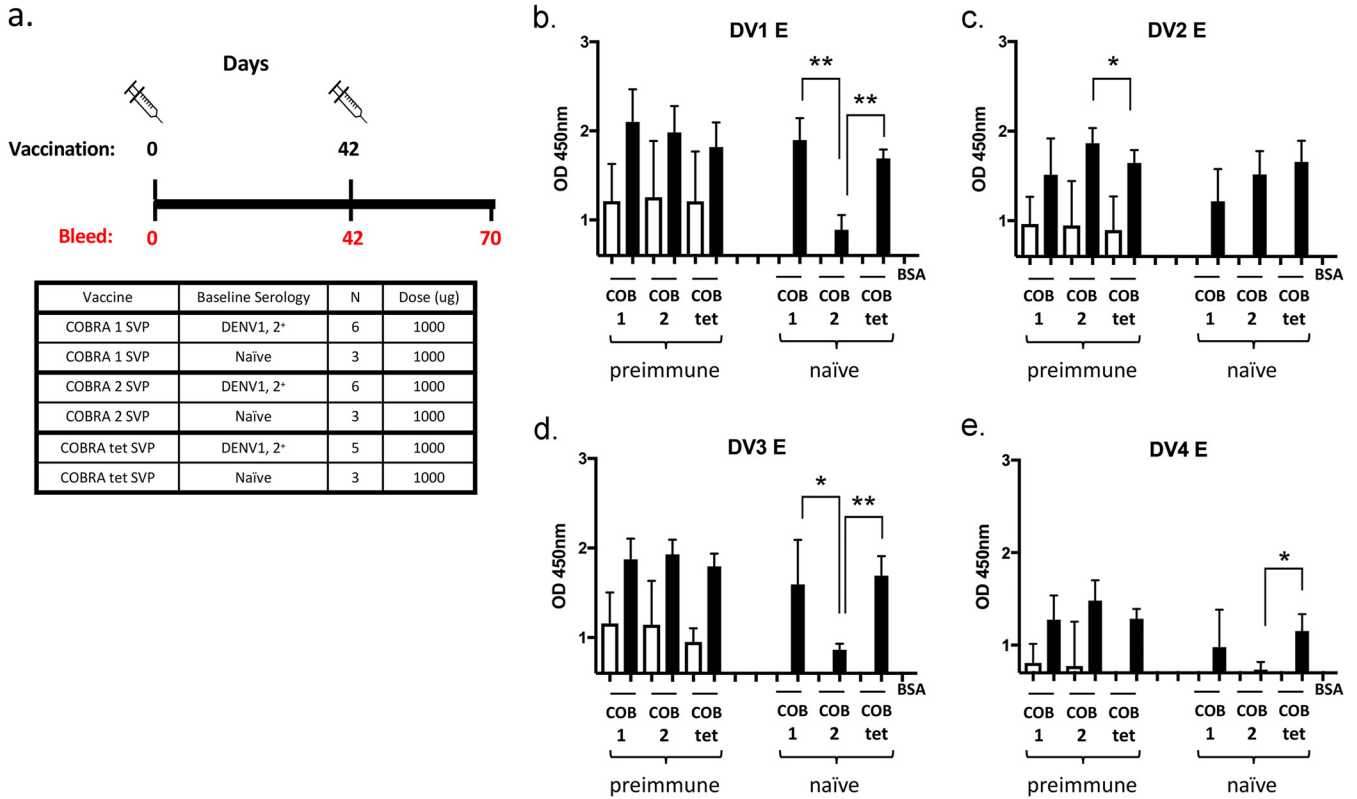 a.
Days
Vaccination: 0 42
Bleed: 0 42 70
Vaccine Baseline Serology N Dose (ug)
COBRA 1 SVP DENV1, 2+ 6 1000
COBRA 1 SVP Naïve 3 1000
COBRA 2 SVP DENV1, 2+ 6 1000
COBRA 2 SVP Naïve 3 1000
COBRA tet SVP DENV1, 2+ 5 1000
COBRA tet SVP Naïve 3 1000
b.
DV1 E
OD 450nm
3
2
1
** **
BSA
COB COB COB COB COB COB
1 2 tet 1 2 tet
preimmune naïve
c.
DV2 E
OD 450nm
3
2
1
*
BSA
COB COB COB COB COB COB
1 2 tet 1 2 tet
preimmune naïve
d.
DV3 E
OD 450nm
3
2
1
* **
BSA
COB COB COB COB COB COB
1 2 tet 1 2 tet
preimmune naïve
e.
DV4 E
OD 450nm
3
2
1
*
BSA
COB COB COB COB COB COB
1 2 tet 1 2 tet
preimmune naïve